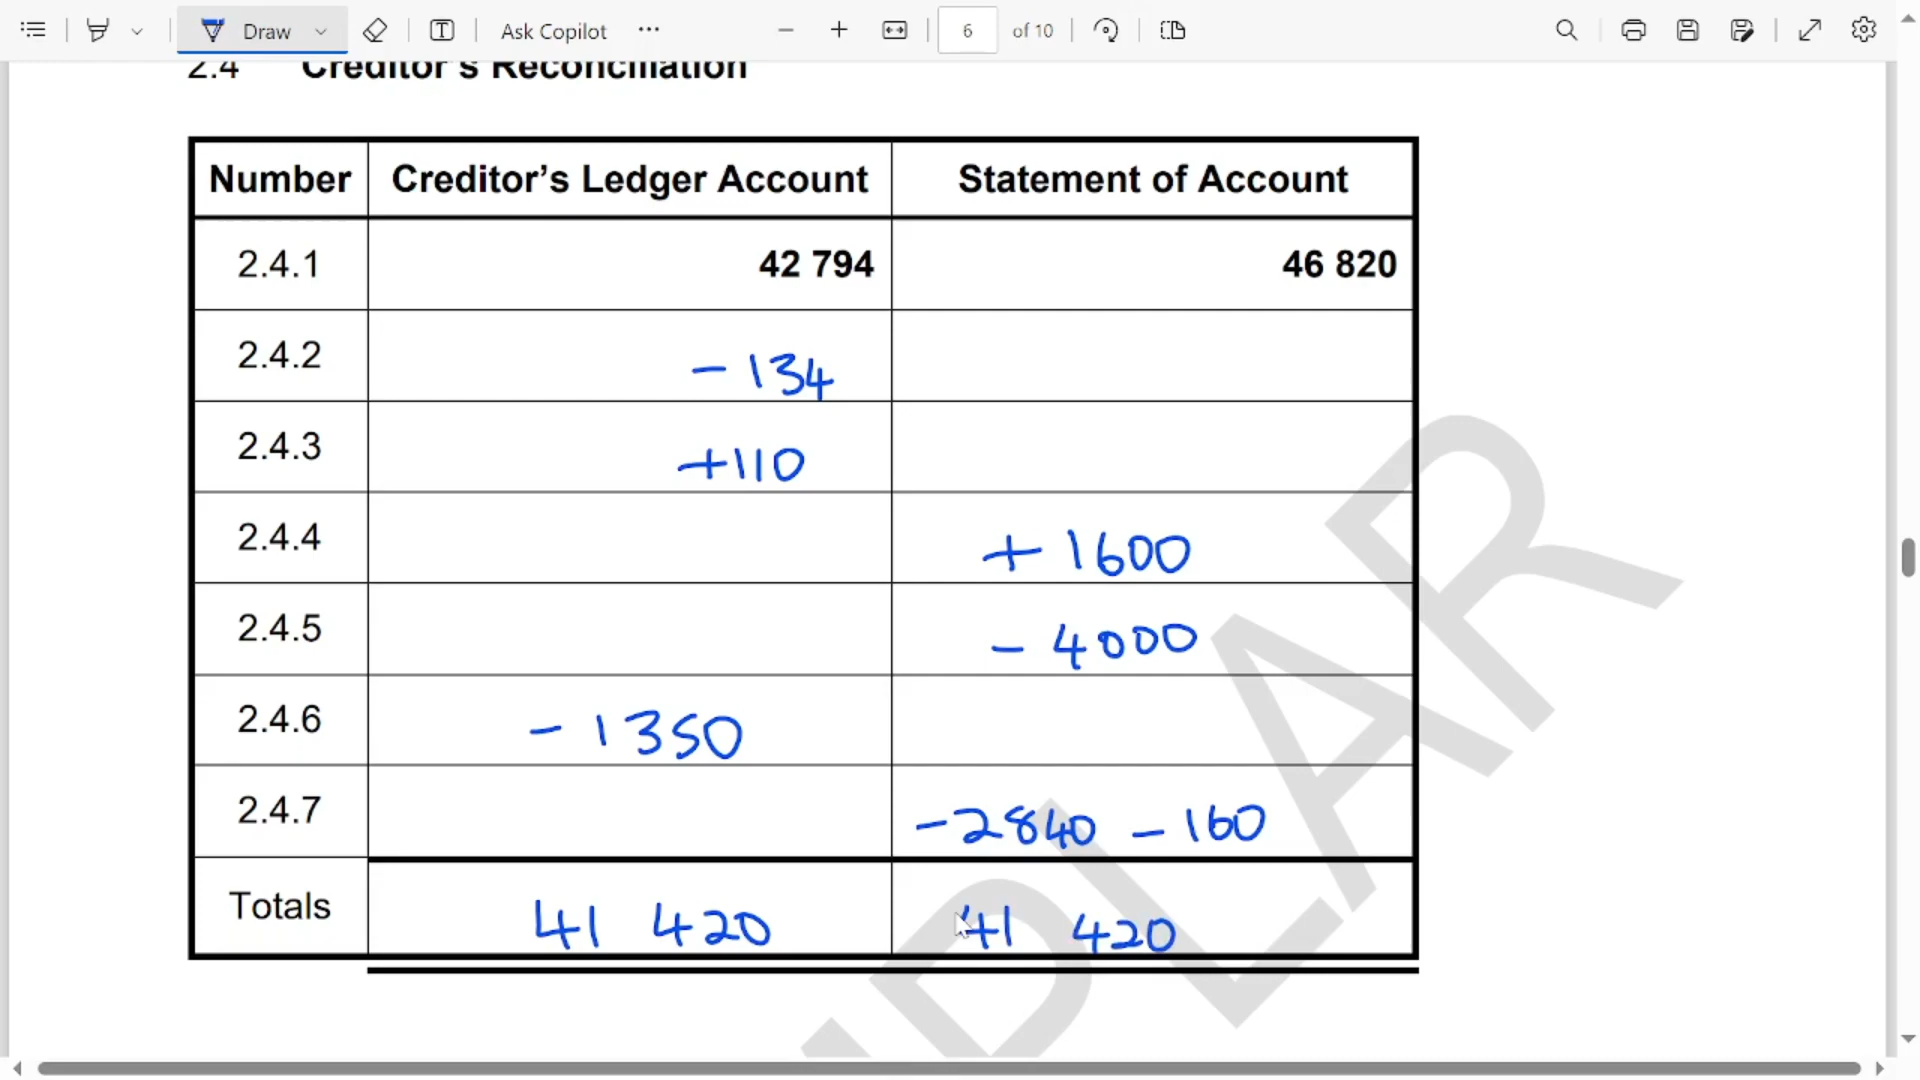 Draw
Ask Copilot
6 of 10
2.4 Creditor's Reconciliation
Number Creditor's Ledger Account Statement of Account
2.4.1 42 794 46 820
2.4.2 - 134
2.4.3 +110
2.4.4 + 1600
2.4.5 - 4000
2.4.6 - 1350
2.4.7 -2840 - 160
Totals 41 420 41 420